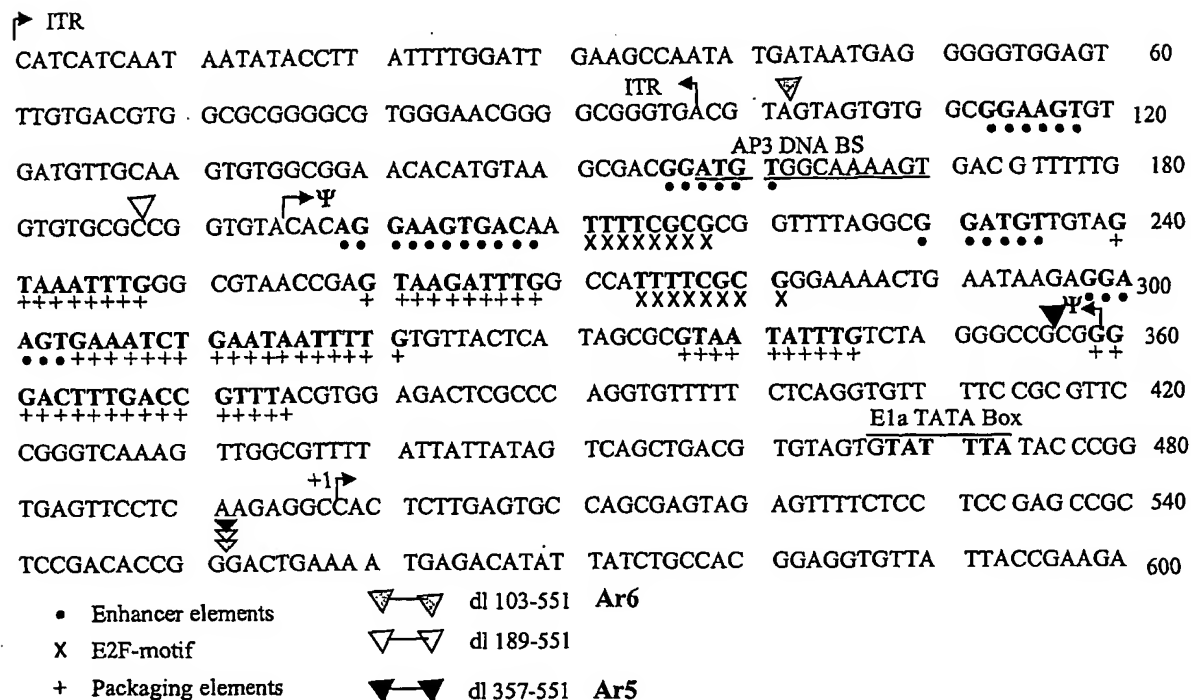 ITR
CATCATCAAT AATATACCTT ATTTTGGATT GAAGCCAATA TGATAATGAG GGGGTGGAGT 60
ITR
TTGTGACGTG GCGCGGGGCG TGGGAACGGG GCGGGTGACG TAGTAGTGTG GCGGAAGTGT 120
AP3 DNA BS
GATGTTGCAA GTGTGGCGGA ACACATGTAA GCGACGGATG TGGCAAAAGT GAC G TTTTTG 180
Ψ
GTGTGCGCCG GTGTACACAG GAAGTGACAA TTTTCGCGCG GTTTTAGGCG GATGTTGTAG 240
XXXXXXXX +
TAAATTTGGG CGTAACCGAG TAAGATTTGG CCATTTTCGC GGGAAAACTG AATAAGAGGA 300
++++++++ + +++++++++ XXXXXXX X
Ψ
AGTGAAATCT GAATAATTTT GTGTTACTCA TAGCGCGTAA TATTTGTCTA GGGCCGCGGG 360
+++++++ ++++++++++ + ++++ ++++++ ++
GACTTTGACC GTTTACGTGG AGACTCGCCC AGGTGTTTTT CTCAGGTGTT TTC CGC GTTC 420
++++++++++ +++++
E1a TATA Box
CGGGTCAAAG TTGGCGTTTT ATTATTATAG TCAGCTGACG TGTAGTGTAT TTA TAC CCGG 480
+1
TGAGTTCCTC AAGAGGCCAC TCTTGAGTGC CAGCGAGTAG AGTTTTCTCC TCC GAG CCGC 540
TCCGACACCG GGACTGAAAA A TGAGACATAT TATCTGCCAC GGAGGTGTTA TTACCGAAGA 600
• Enhancer elements dl 103-551 Ar6
X E2F-motif dl 189-551
+ Packaging elements dl 357-551 Ar5